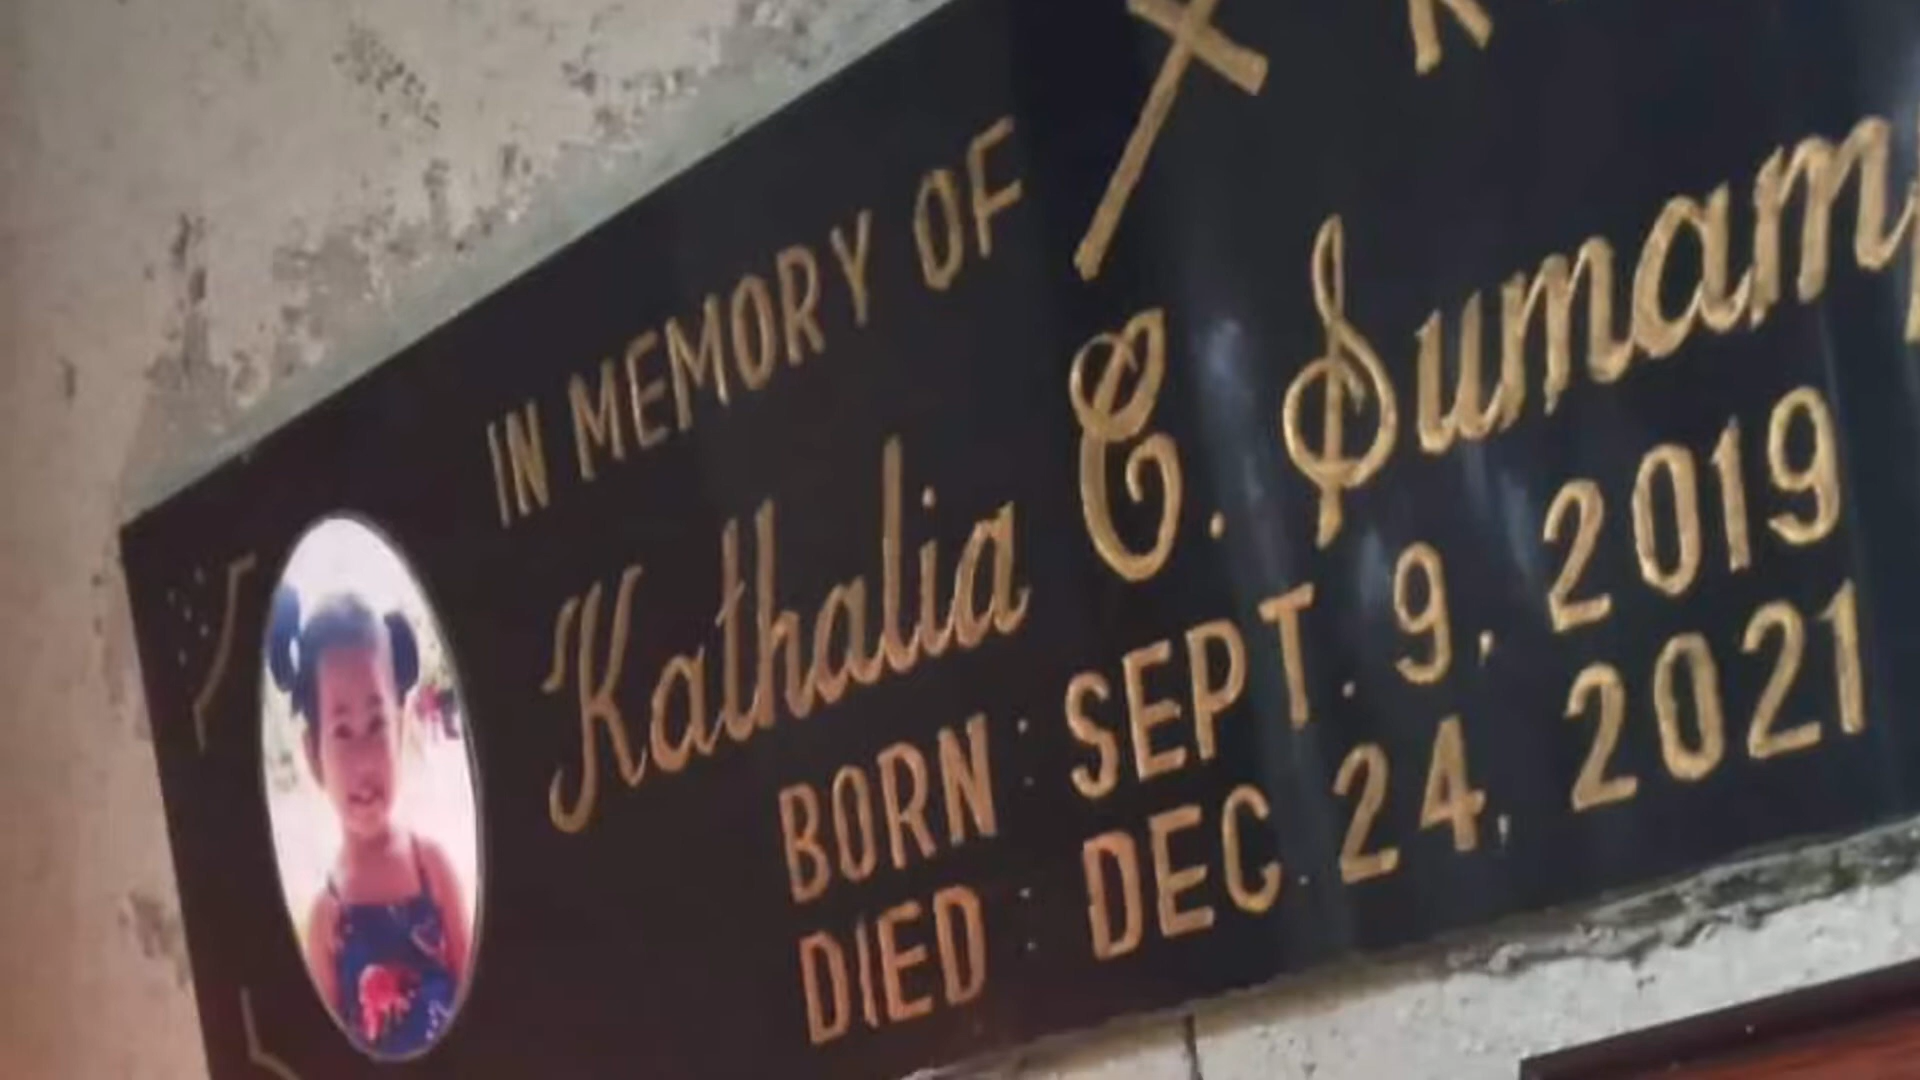 IN MEMORY OF
Kathalia C. Sumam
BORN : SEPT. 9, 2019
DIED : DEC. 24, 2021